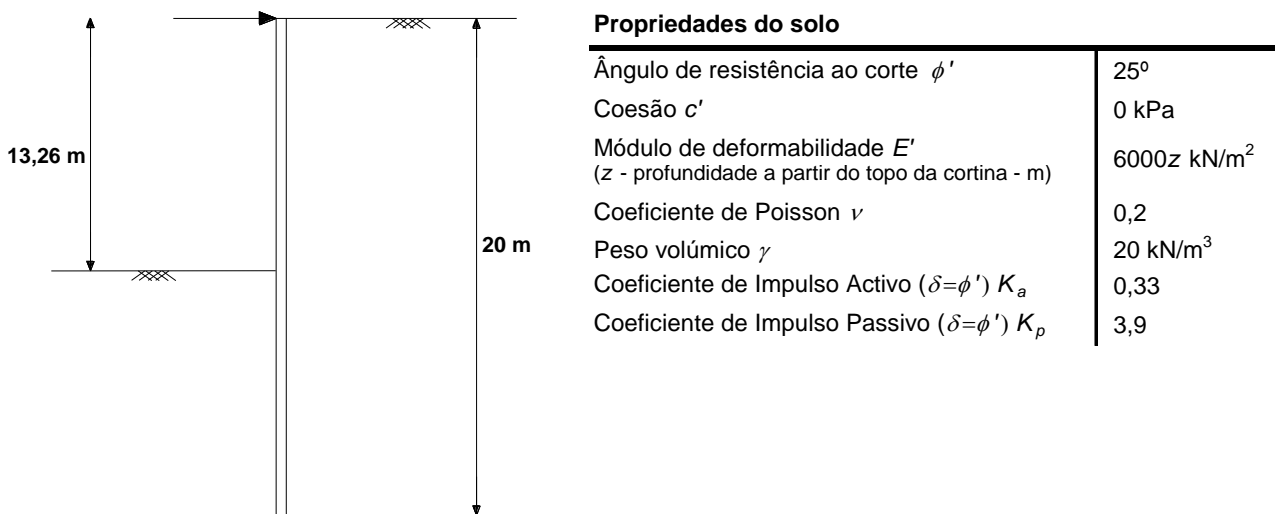 13,26 m
20 m
Propriedades do solo
Ângulo de resistência ao corte ϕ' 25º
Coesão c' 0 kPa
Módulo de deformabilidade E' 6000z kN/m²
(z - profundidade a partir do topo da cortina - m)
Coeficiente de Poisson ν 0,2
Peso volúmico γ 20 kN/m³
Coeficiente de Impulso Activo (δ=ϕ') Kₐ 0,33
Coeficiente de Impulso Passivo (δ=ϕ') Kₚ 3,9